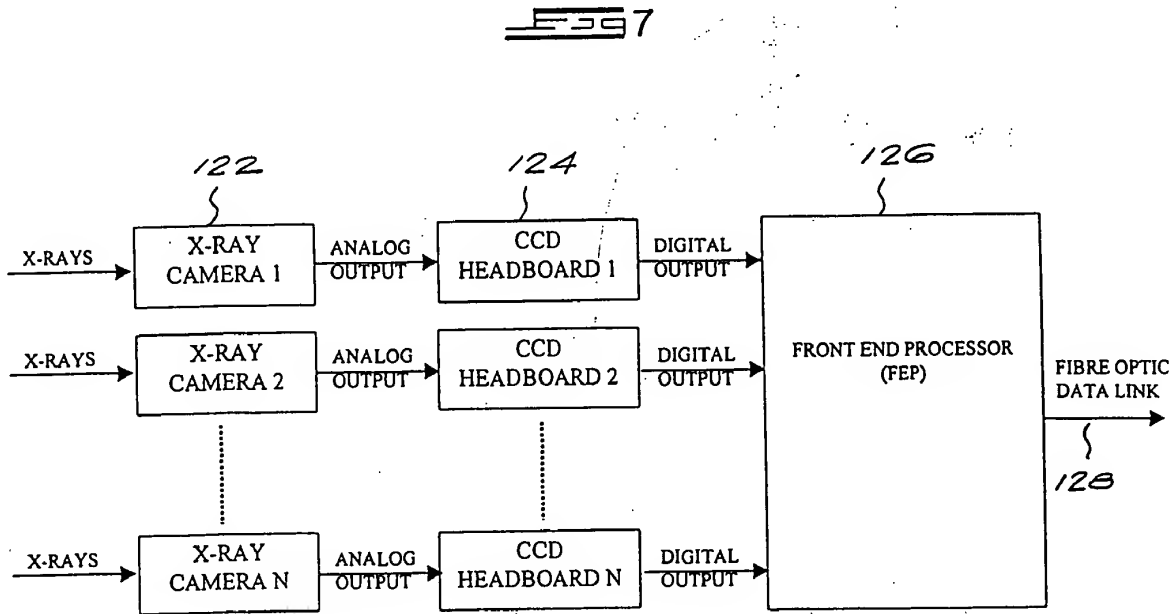 Fig 7
122
124
126
X-RAYS
X-RAY
CAMERA 1
ANALOG
OUTPUT
CCD
HEADBOARD 1
DIGITAL
OUTPUT
X-RAYS
X-RAY
CAMERA 2
ANALOG
OUTPUT
CCD
HEADBOARD 2
DIGITAL
OUTPUT
FRONT END PROCESSOR
(FEP)
FIBRE OPTIC
DATA LINK
128
X-RAYS
X-RAY
CAMERA N
ANALOG
OUTPUT
CCD
HEADBOARD N
DIGITAL
OUTPUT